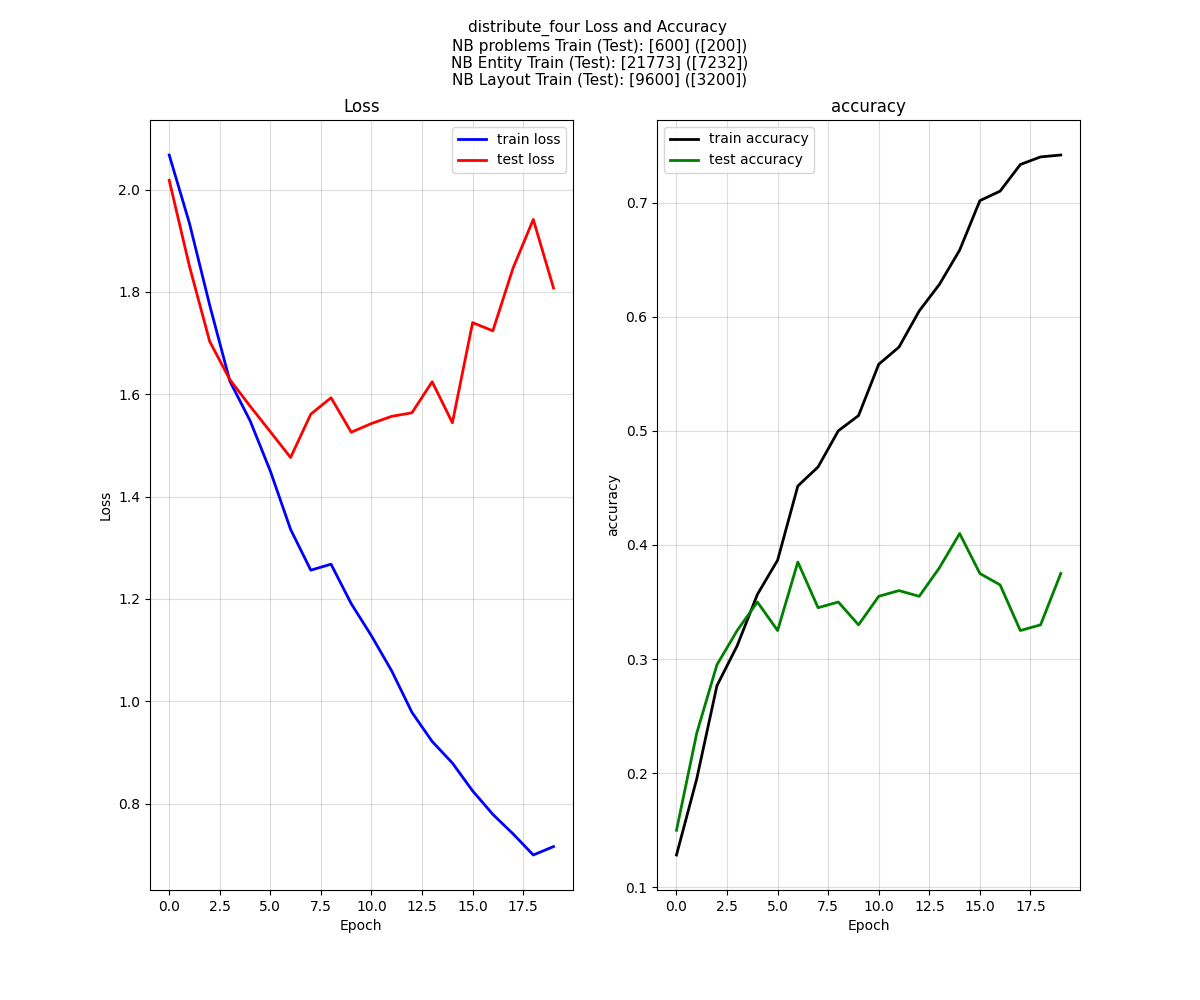 distribute_four Loss and Accuracy
NB problems Train (Test): [600] ([200])
NB Entity Train (Test): [21773] ([7232])
NB Layout Train (Test): [9600] ([3200])
Loss
train loss
test loss
2.0
1.8
1.6
1.4
1.2
1.0
0.8
Loss
0.0 2.5 5.0 7.5 10.0 12.5 15.0 17.5
Epoch
accuracy
train accuracy
test accuracy
0.7
0.6
0.5
0.4
0.3
0.2
0.1
accuracy
0.0 2.5 5.0 7.5 10.0 12.5 15.0 17.5
Epoch